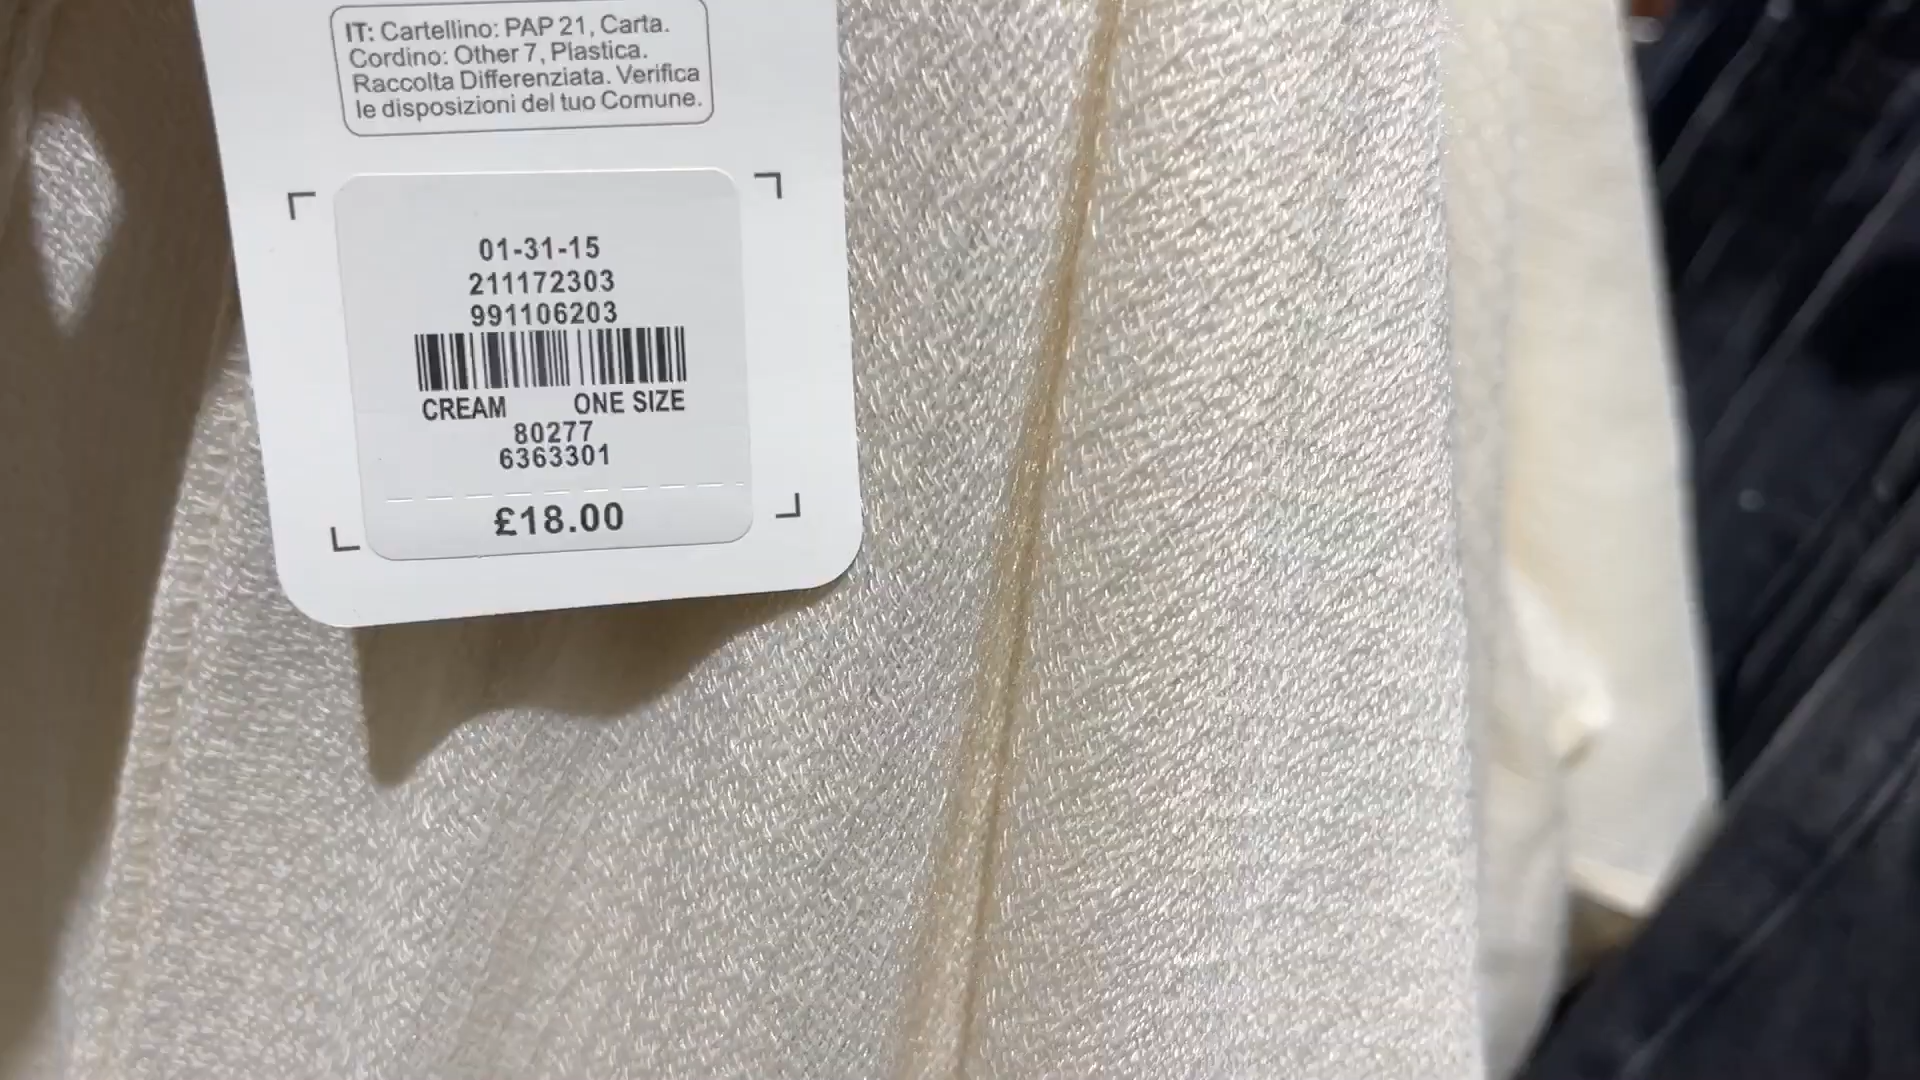 IT: Cartellino: PAP 21, Carta.
Cordino: Other 7, Plastica.
Raccolta Differenziata. Verifica
le disposizioni del tuo Comune.
01-31-15
211172303
991106203
CREAM ONE SIZE
80277
6363301
£18.00